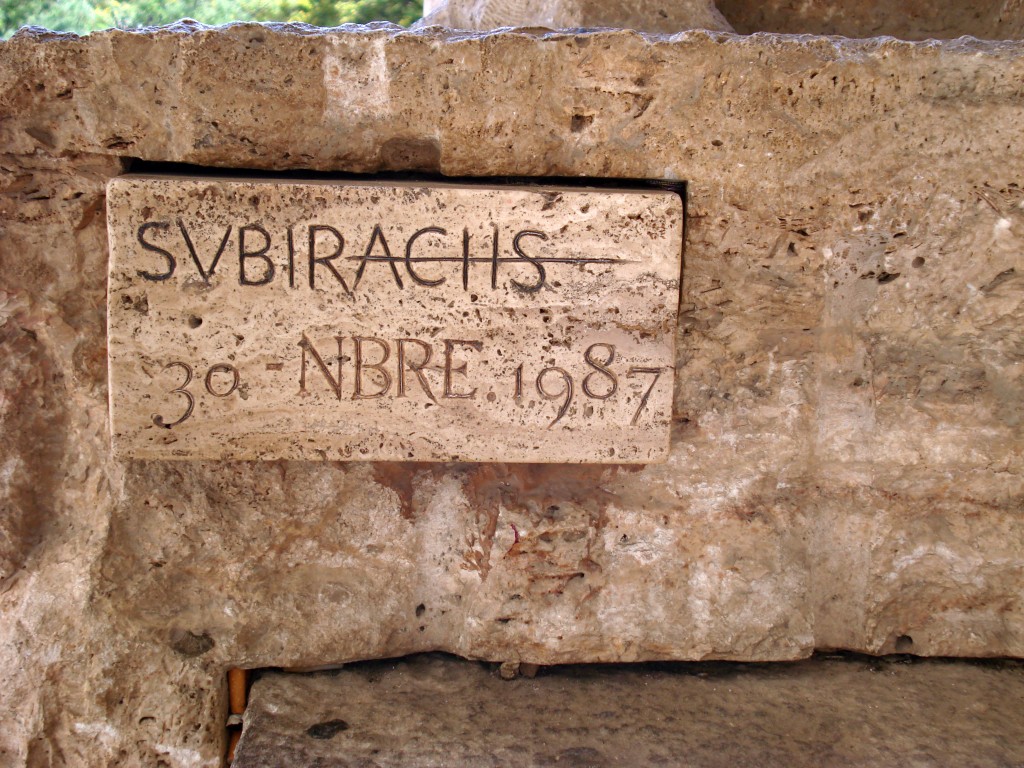 SVBIRACHS
30 - NBRE. 1987